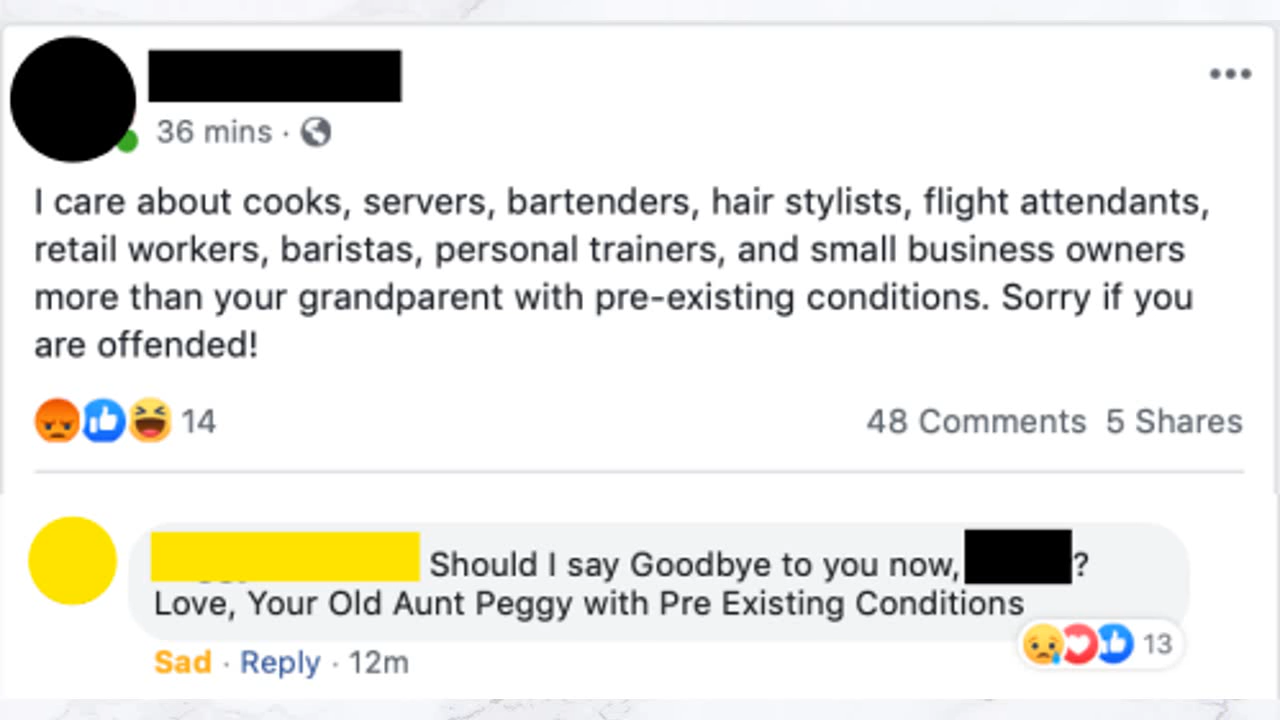 36 mins ·
I care about cooks, servers, bartenders, hair stylists, flight attendants,
retail workers, baristas, personal trainers, and small business owners
more than your grandparent with pre-existing conditions. Sorry if you
are offended!
14 48 Comments 5 Shares
Should I say Goodbye to you now, ?
Love, Your Old Aunt Peggy with Pre Existing Conditions
13
Sad · Reply · 12m